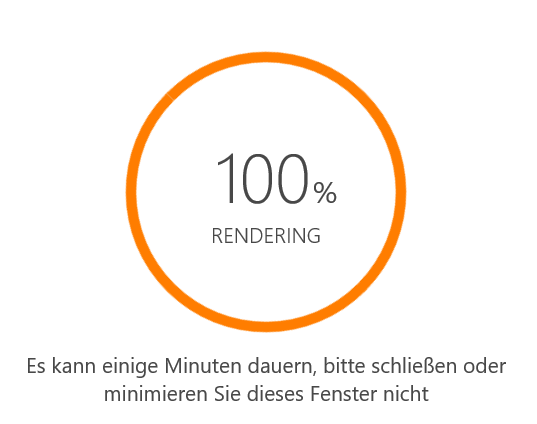 100%
RENDERING
Es kann einige Minuten dauern, bitte schließen oder
minimieren Sie dieses Fenster nicht